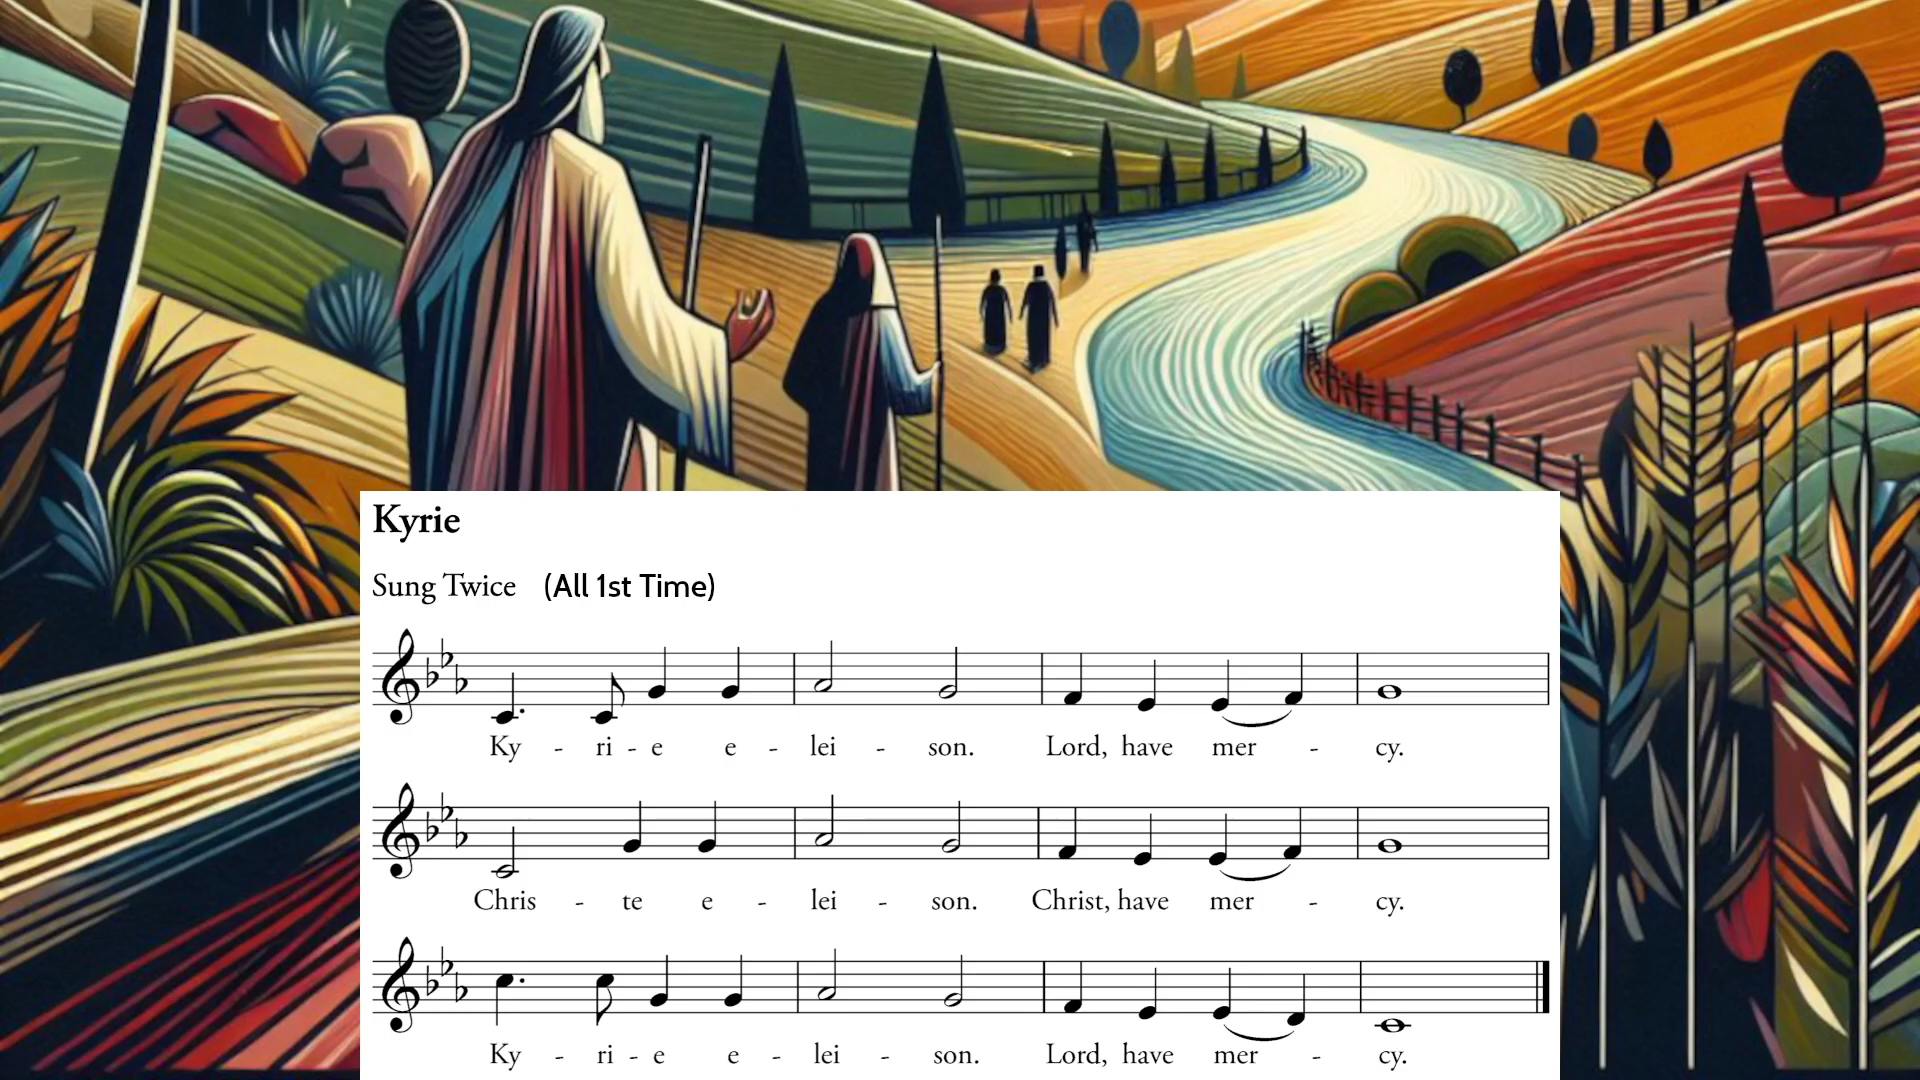 Kyrie
Sung Twice (All 1st Time)
Ky - ri - e e - lei - son. Lord, have mer - cy.
Chris - te e - lei - son. Christ, have mer - cy.
Ky - ri - e e - lei - son. Lord, have mer - cy.